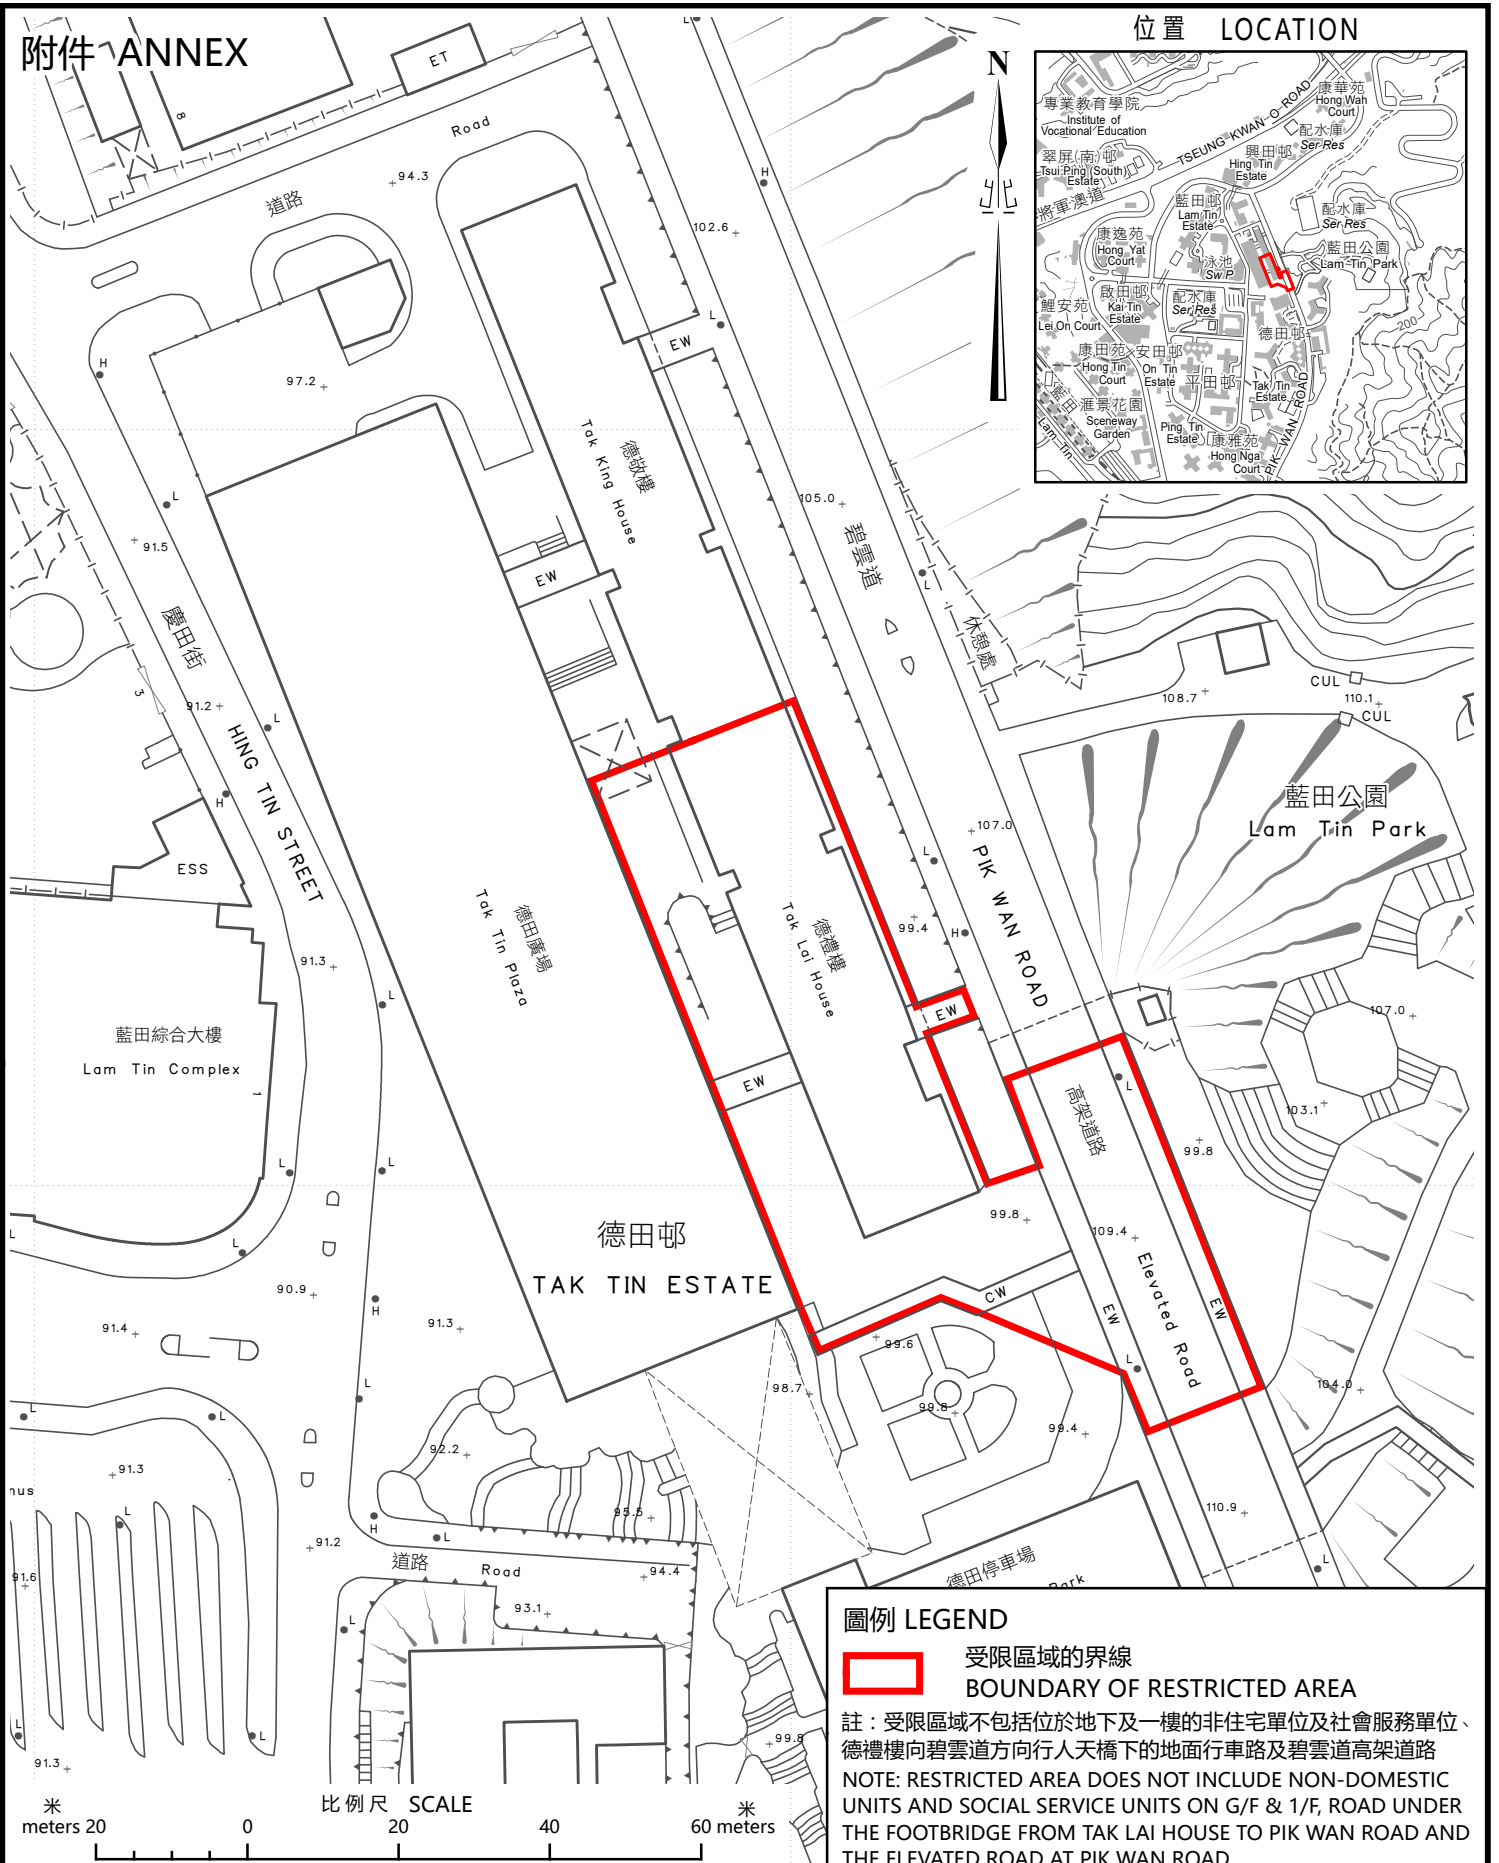 附件 ANNEX
位置 LOCATION
N
專業教育學院
Institute of
Vocational Education
翠屏(南)邨
Tsui Ping (South)
Estate
將軍澳道
TSEUNG KWAN O ROAD
康華苑
Hong Wah
Court
配水庫
Ser Res
興田邨
Hing Tin
Estate
藍田邨
Lam Tin
Estate
配水庫
Ser Res
康逸苑
Hong Yat
Court
泳池
Sw P
藍田公園
Lam Tin Park
鯉安苑
Lei On Court
啟田邨
Kai Tin
Estate
配水庫
Ser Res
200
德田邨
康田苑
Hong Tin
Court
安田邨
On Tin
Estate
平田邨
Tak Tin
Estate
藍田
Lam Tin
滙景花園
Sceneway
Garden
Ping Tin
Estate
康雅苑
Hong Nga
Court
PIK WAN ROAD
8
ET
L
Road
道路
94.3
H
102.6
L
EW
H
97.2
德敬樓
Tak King House
105.0
碧雲道
L
91.5
EW
L
休憩處
慶田街
HING TIN STREET
3
91.2
L
H
108.7
CUL
110.1
CUL
藍田公園
Lam Tin Park
107.0
L
PIK WAN ROAD
ESS
德田廣場
Tak Tin Plaza
德禮樓
Tak Lai House
99.4
H
91.3
L
EW
107.0
藍田綜合大樓
Lam Tin Complex
1
EW
高架道路
L
103.1
99.8
L
L
99.8
109.4
德田邨
TAK TIN ESTATE
L
L
90.9
H
CW
EW
Elevated Road
EW
91.4
91.3
99.6
L
98.7
99.8
104.0
L
L
L
92.2
99.4
91.3
95.5
110.9
L
H
L
91.2
道路
Road
94.4
91.6
德田停車場
Park
L
93.1
L
L
L
99.8
91.3
圖例 LEGEND
受限區域的界線
BOUNDARY OF RESTRICTED AREA
註：受限區域不包括位於地下及一樓的非住宅單位及社會服務單位、
德禮樓向碧雲道方向行人天橋下的地面行車路及碧雲道高架道路
NOTE: RESTRICTED AREA DOES NOT INCLUDE NON-DOMESTIC
UNITS AND SOCIAL SERVICE UNITS ON G/F & 1/F, ROAD UNDER
THE FOOTBRIDGE FROM TAK LAI HOUSE TO PIK WAN ROAD AND
THE ELEVATED ROAD AT PIK WAN ROAD
比例尺 SCALE
米
meters 20 0 20 40 60 meters
米